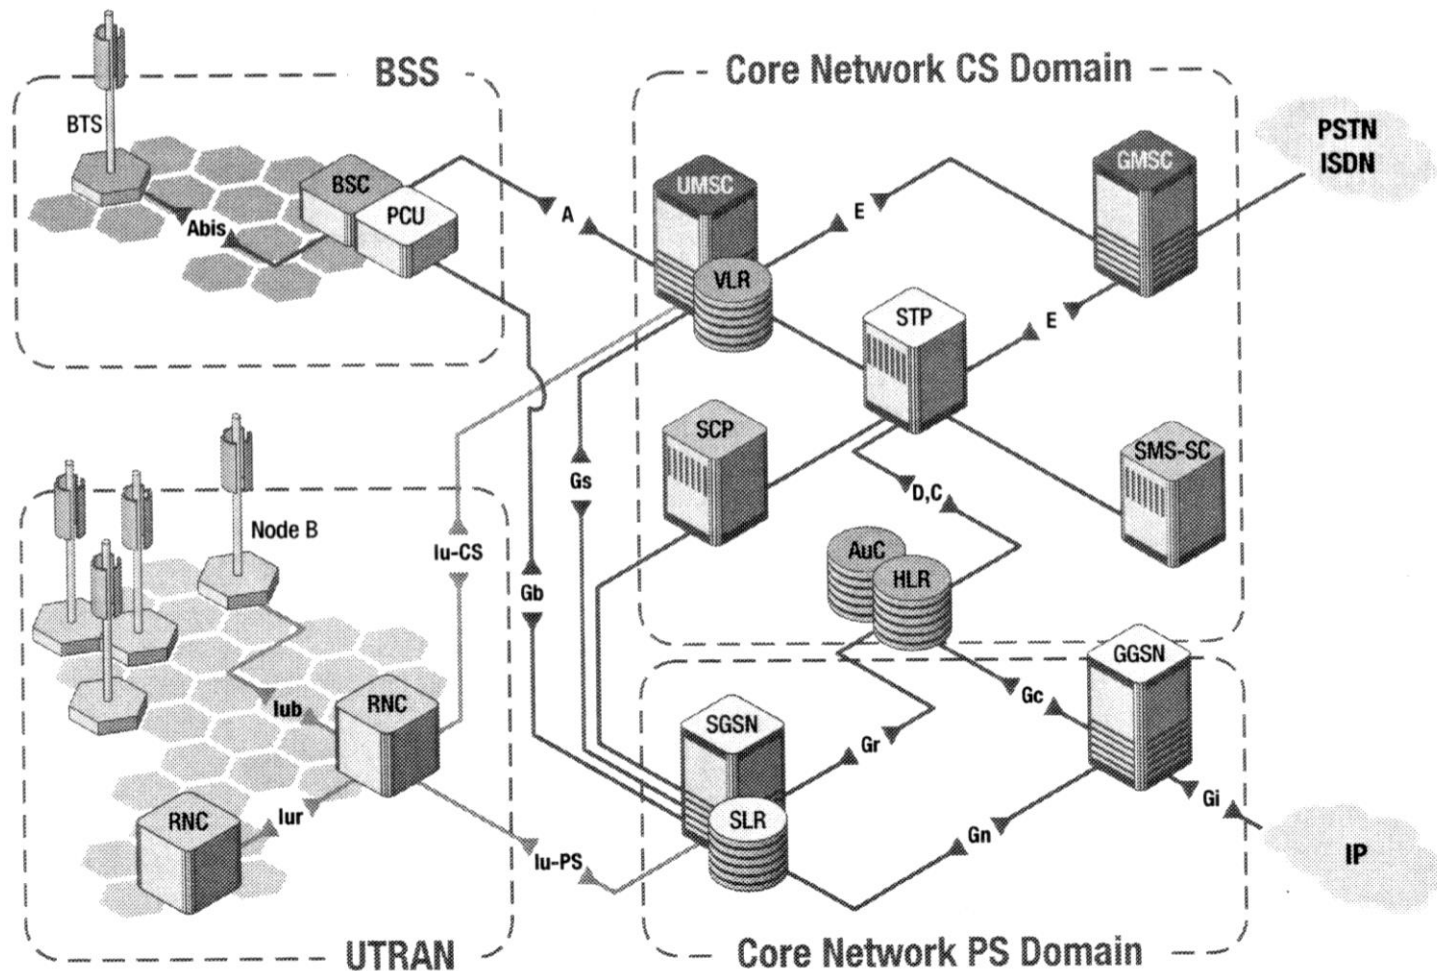 BSS
Core Network CS Domain
BTS
PSTN
ISDN
GMSC
UMSC
BSC
PCU
A
E
Abis
VLR
STP
E
SCP
SMS-SC
Gs
D,C
Node B
Iu-CS
AuC
HLR
Gb
GGSN
RNC
Iub
SGSN
Gc
Gr
Gi
Iur
RNC
SLR
Gn
Iu-PS
IP
UTRAN
Core Network PS Domain